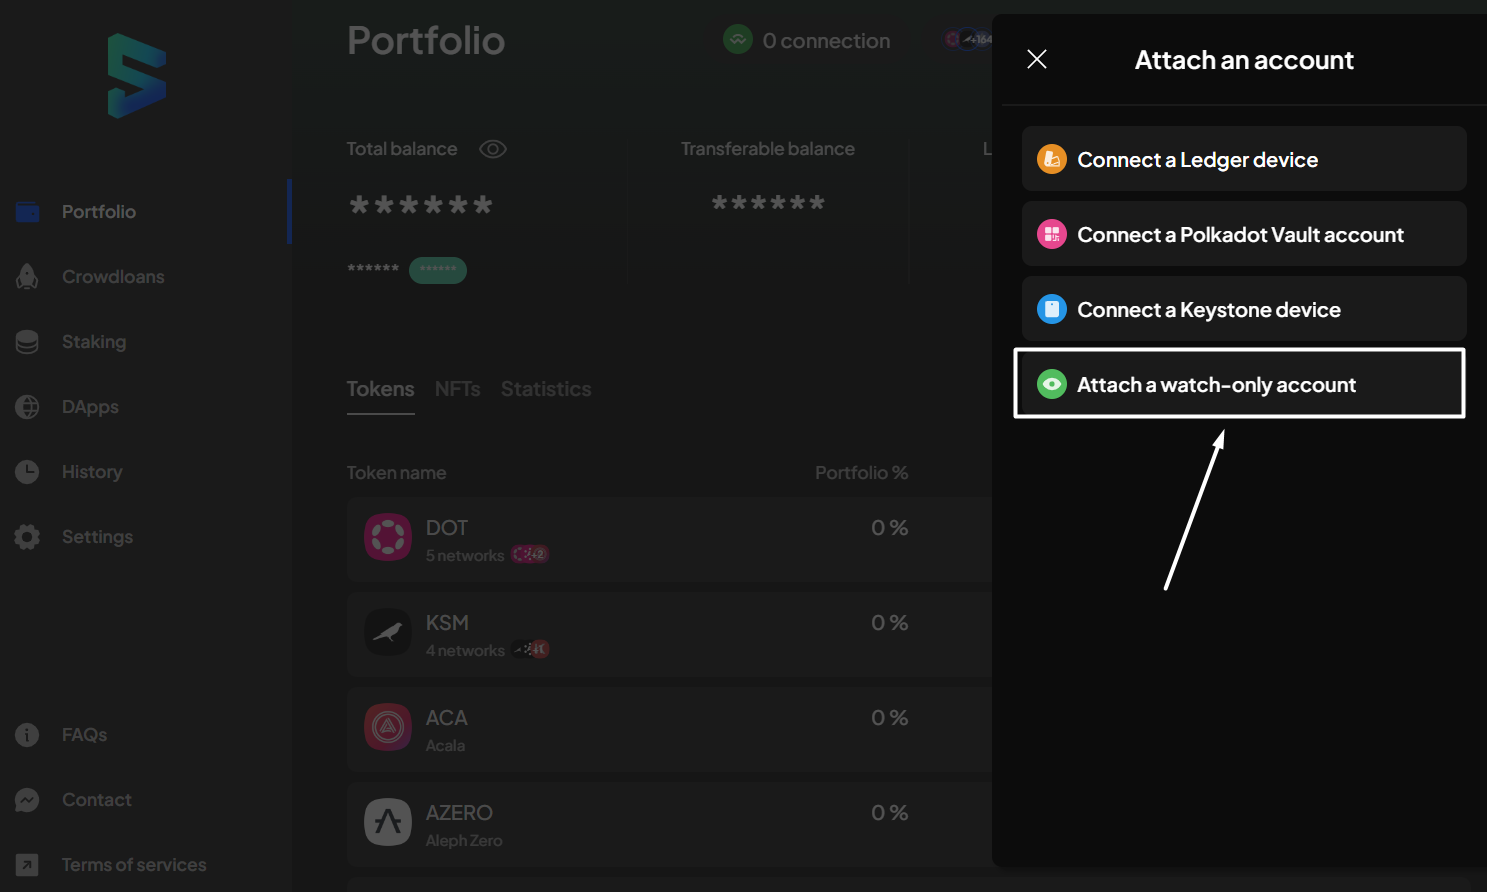 Portfolio
0 connection
+164
Total balance
Transferable balance
L
******
******
******
******
Portfolio
Crowdloans
Staking
DApps
History
Settings
FAQs
Contact
Terms of services
Tokens NFTs Statistics
Token name Portfolio %
DOT 0 %
5 networks +2
KSM 0 %
4 networks +1
ACA 0 %
Acala
AZERO 0 %
Aleph Zero
Attach an account
Connect a Ledger device
Connect a Polkadot Vault account
Connect a Keystone device
Attach a watch-only account